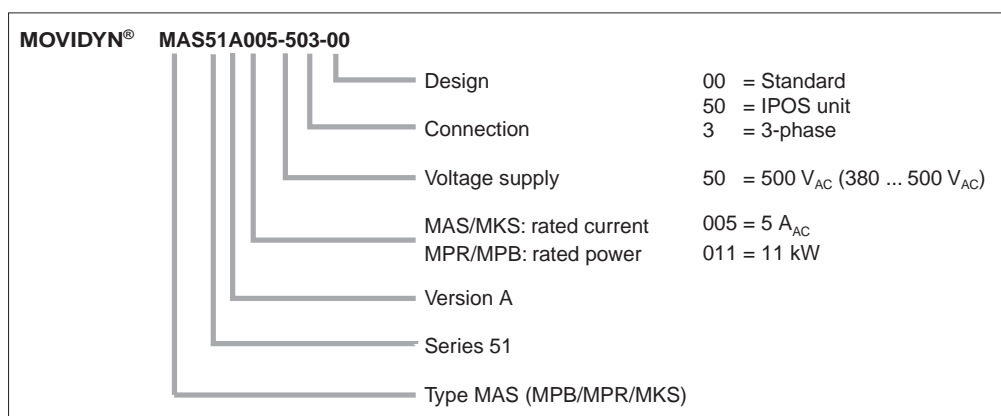 MOVIDYN® MAS51A005-503-00
Design 00 = Standard
50 = IPOS unit
Connection 3 = 3-phase
Voltage supply 50 = 500 VAC (380 ... 500 VAC)
MAS/MKS: rated current 005 = 5 AAC
MPR/MPB: rated power 011 = 11 kW
Version A
Series 51
Type MAS (MPB/MPR/MKS)